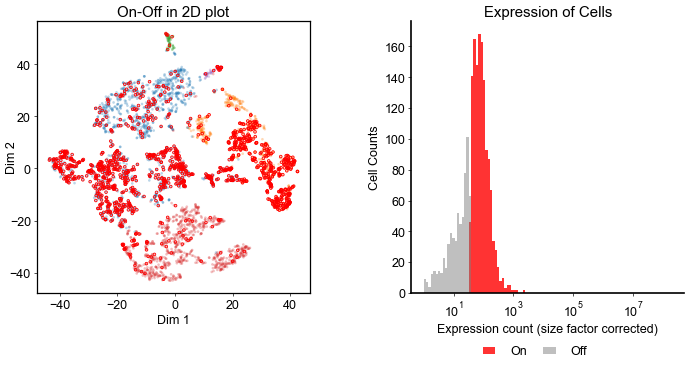 On-Off in 2D plot
Dim 2
40
20
0
−20
−40
−40 −20 0 20 40
Dim 1
Expression of Cells
Cell Counts
160
140
120
100
80
60
40
20
0
10^1 10^3 10^5 10^7
Expression count (size factor corrected)
On Off